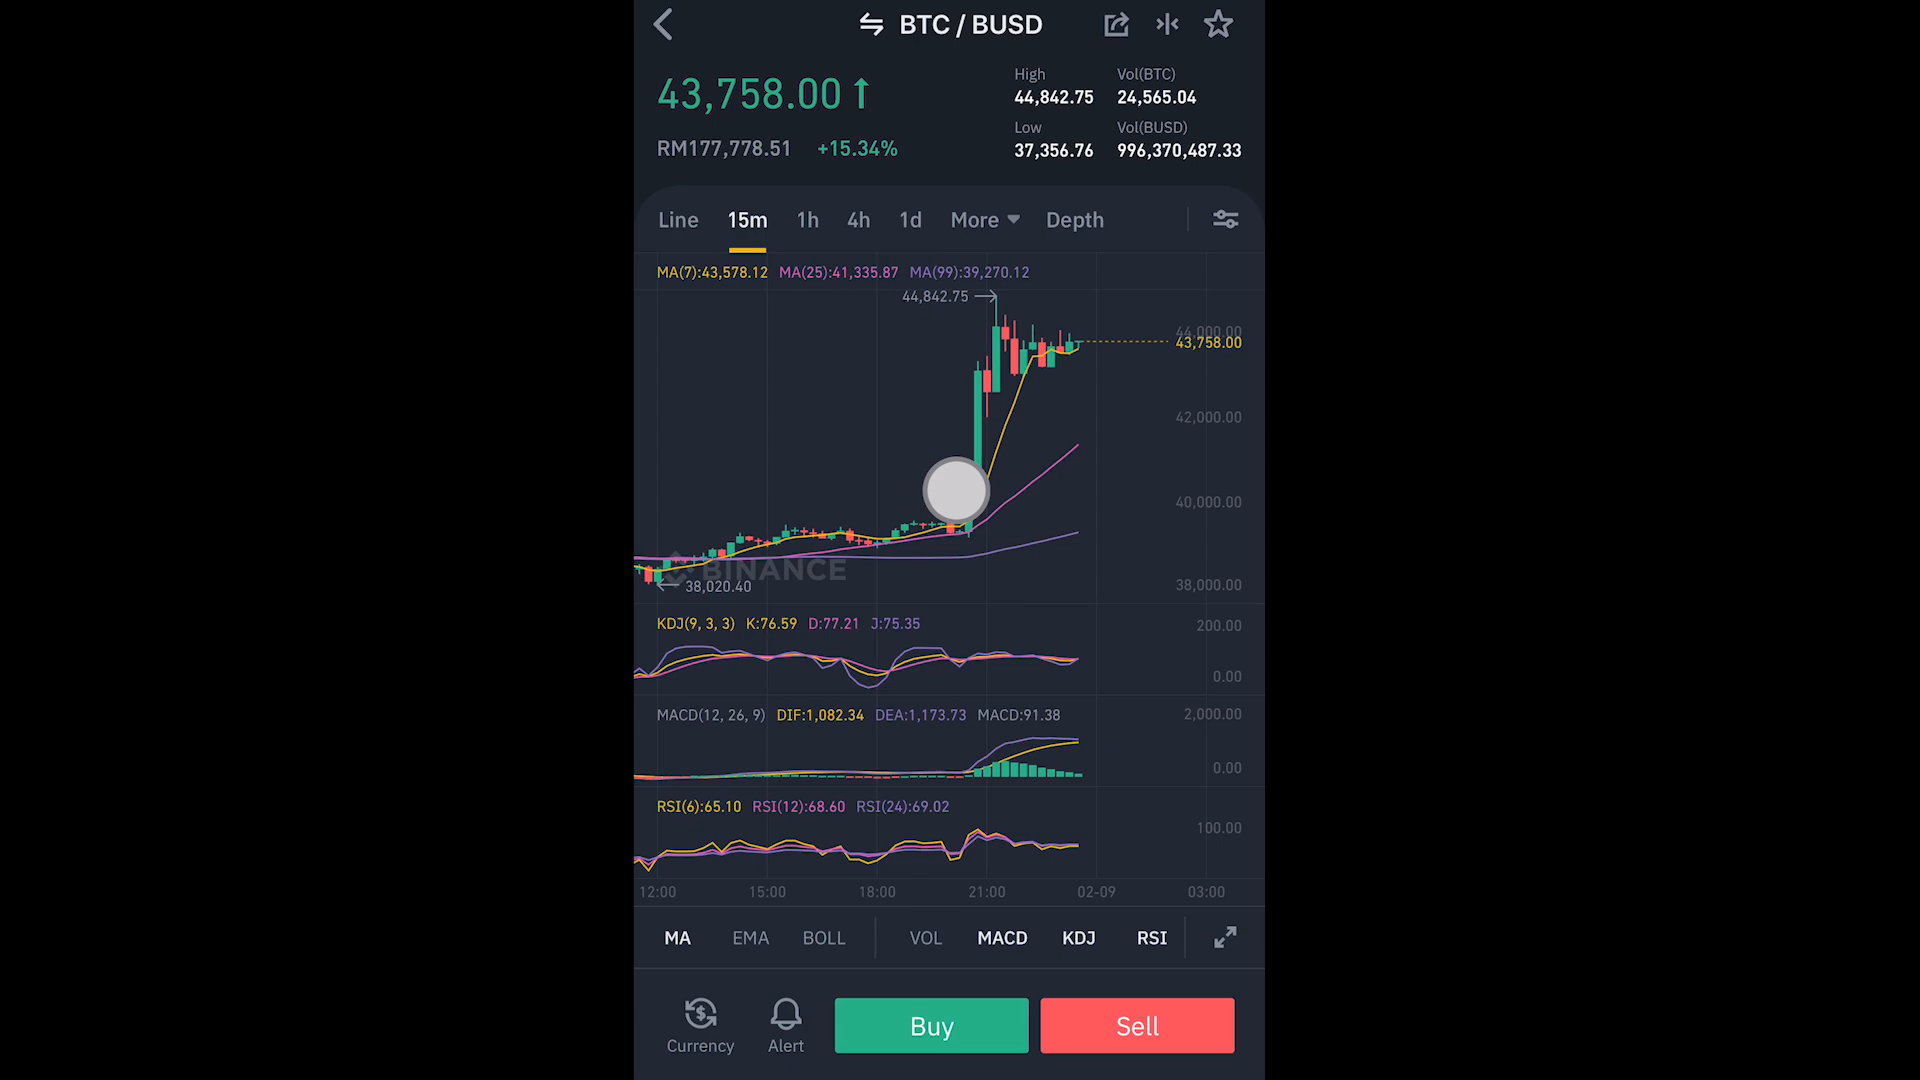 BTC / BUSD
43,758.00
RM177,778.51 +15.34%
High
44,842.75
Low
37,356.76
Vol(BTC)
24,565.04
Vol(BUSD)
996,370,487.33
Line 15m 1h 4h 1d More Depth
MA(7):43,578.12 MA(25):41,335.87 MA(99):39,270.12
44,842.75
44,000.00
43,758.00
42,000.00
40,000.00
BINANCE
38,020.40
38,000.00
KDJ(9, 3, 3) K:76.59 D:77.21 J:75.35
200.00
0.00
MACD(12, 26, 9) DIF:1,082.34 DEA:1,173.73 MACD:91.38
2,000.00
0.00
RSI(6):65.10 RSI(12):68.60 RSI(24):69.02
100.00
12:00 15:00 18:00 21:00 02-09 03:00
MA EMA BOLL VOL MACD KDJ RSI
Currency Alert Buy Sell